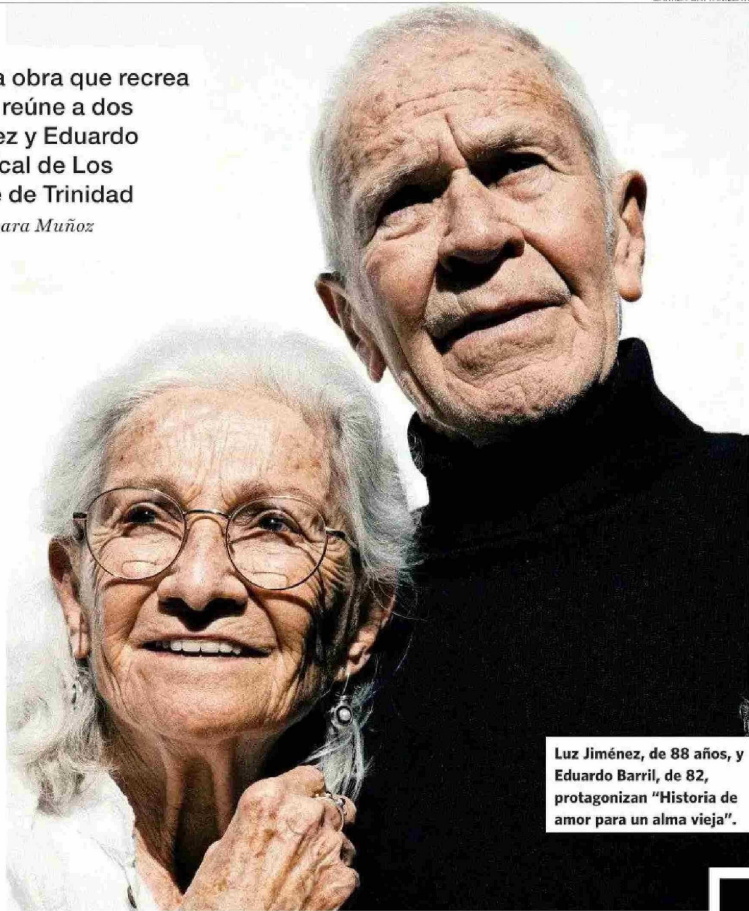 a obra que recrea
reúne a dos
ez y Eduardo
cal de Los
e de Trinidad
ara Muñoz
Luz Jiménez, de 88 años, y
Eduardo Barril, de 82,
protagonizan “Historia de
amor para un alma vieja”.